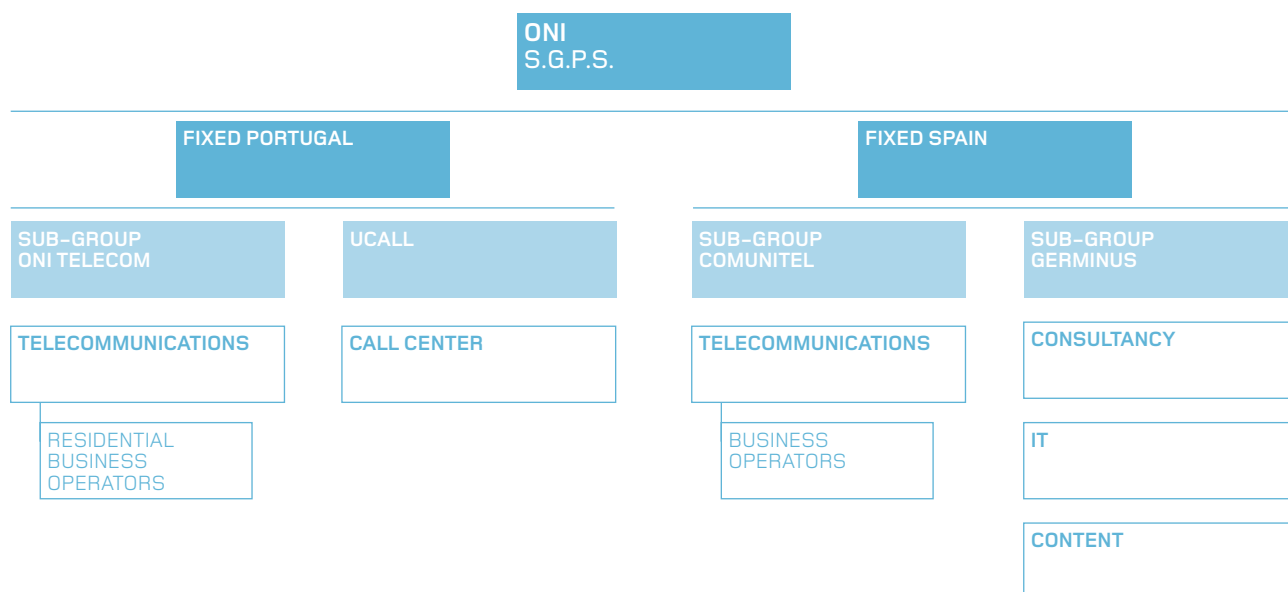 ONI
S.G.P.S.
FIXED PORTUGAL
FIXED SPAIN
SUB-GROUP
ONI TELECOM
UCALL
SUB-GROUP
COMUNITEL
SUB-GROUP
GERMINUS
TELECOMMUNICATIONS
CALL CENTER
TELECOMMUNICATIONS
CONSULTANCY
RESIDENTIAL
BUSINESS
OPERATORS
BUSINESS
OPERATORS
IT
CONTENT